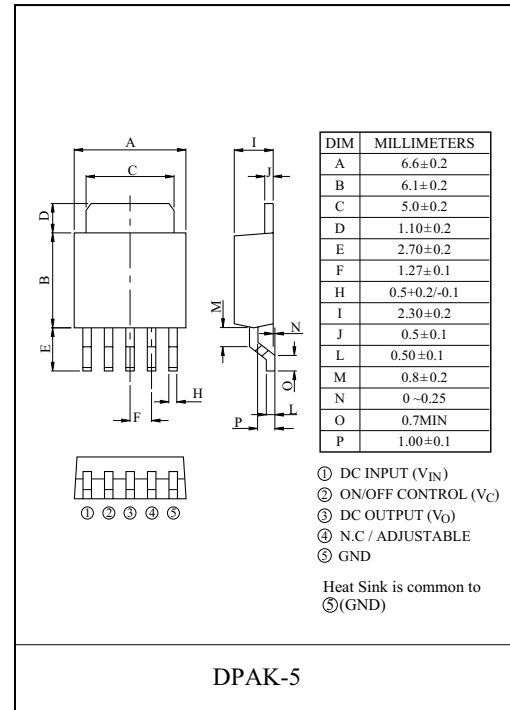 A
C
D
B
E
F
H
I
J
M
N
O
L
P
DIM MILLIMETERS
A 6.6±0.2
B 6.1±0.2
C 5.0±0.2
D 1.10±0.2
E 2.70±0.2
F 1.27±0.1
H 0.5+0.2/-0.1
I 2.30±0.2
J 0.5±0.1
L 0.50±0.1
M 0.8±0.2
N 0 ~0.25
O 0.7MIN
P 1.00±0.1
① ② ③ ④ ⑤
① DC INPUT (VIN)
② ON/OFF CONTROL (VC)
③ DC OUTPUT (VO)
④ N.C / ADJUSTABLE
⑤ GND
Heat Sink is common to
⑤(GND)
DPAK-5